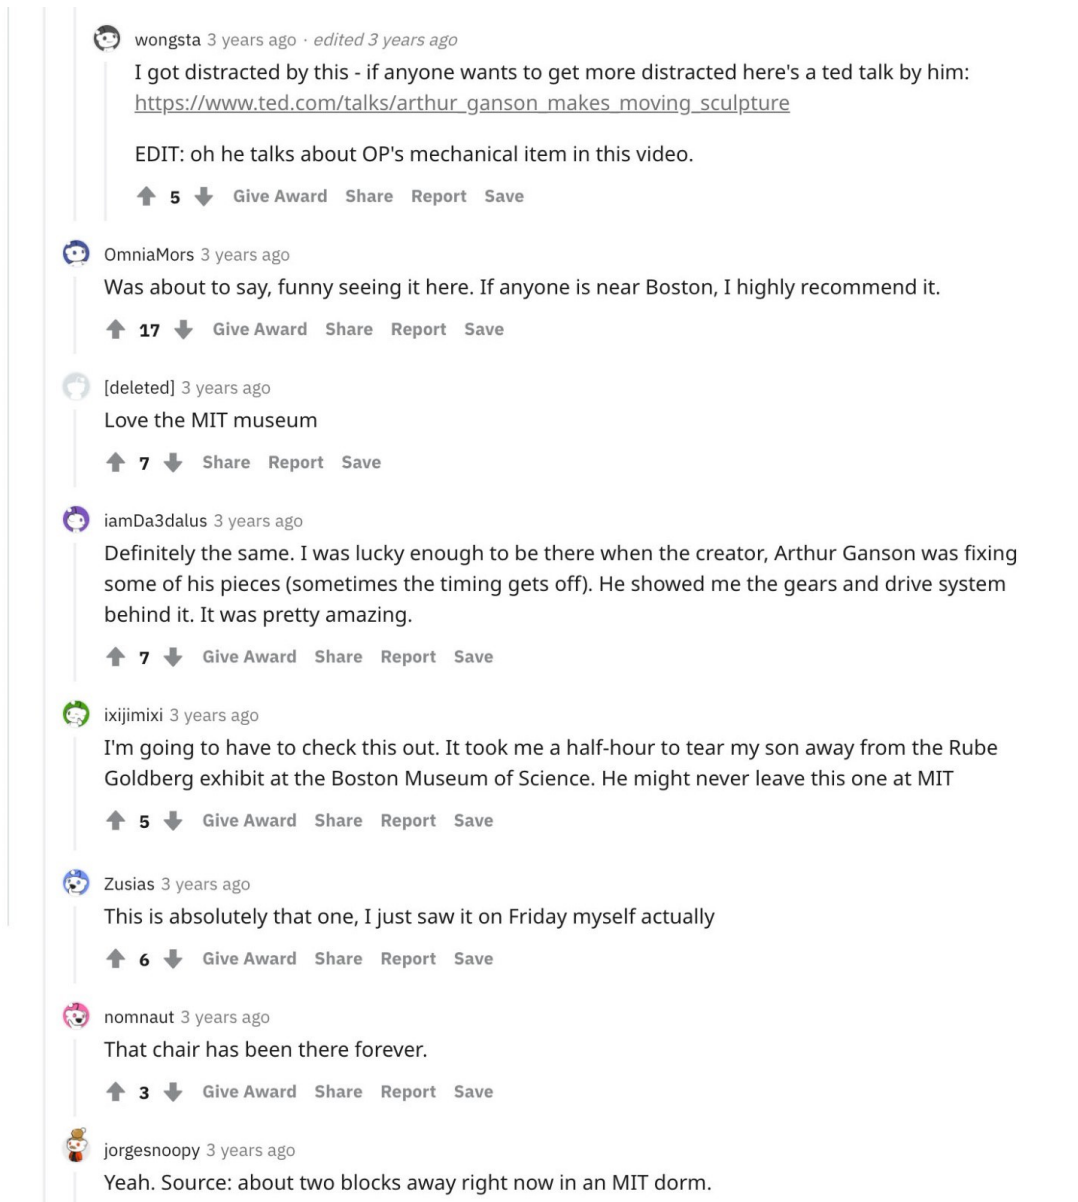 wongsta 3 years ago · edited 3 years ago
I got distracted by this - if anyone wants to get more distracted here's a ted talk by him:
https://www.ted.com/talks/arthur_ganson_makes_moving_sculpture
EDIT: oh he talks about OP's mechanical item in this video.
5 Give Award Share Report Save
OmniaMors 3 years ago
Was about to say, funny seeing it here. If anyone is near Boston, I highly recommend it.
17 Give Award Share Report Save
[deleted] 3 years ago
Love the MIT museum
7 Share Report Save
iamDa3dalus 3 years ago
Definitely the same. I was lucky enough to be there when the creator, Arthur Ganson was fixing
some of his pieces (sometimes the timing gets off). He showed me the gears and drive system
behind it. It was pretty amazing.
7 Give Award Share Report Save
ixijimixi 3 years ago
I'm going to have to check this out. It took me a half-hour to tear my son away from the Rube
Goldberg exhibit at the Boston Museum of Science. He might never leave this one at MIT
5 Give Award Share Report Save
Zusias 3 years ago
This is absolutely that one, I just saw it on Friday myself actually
6 Give Award Share Report Save
nomnaut 3 years ago
That chair has been there forever.
3 Give Award Share Report Save
jorgesnoopy 3 years ago
Yeah. Source: about two blocks away right now in an MIT dorm.